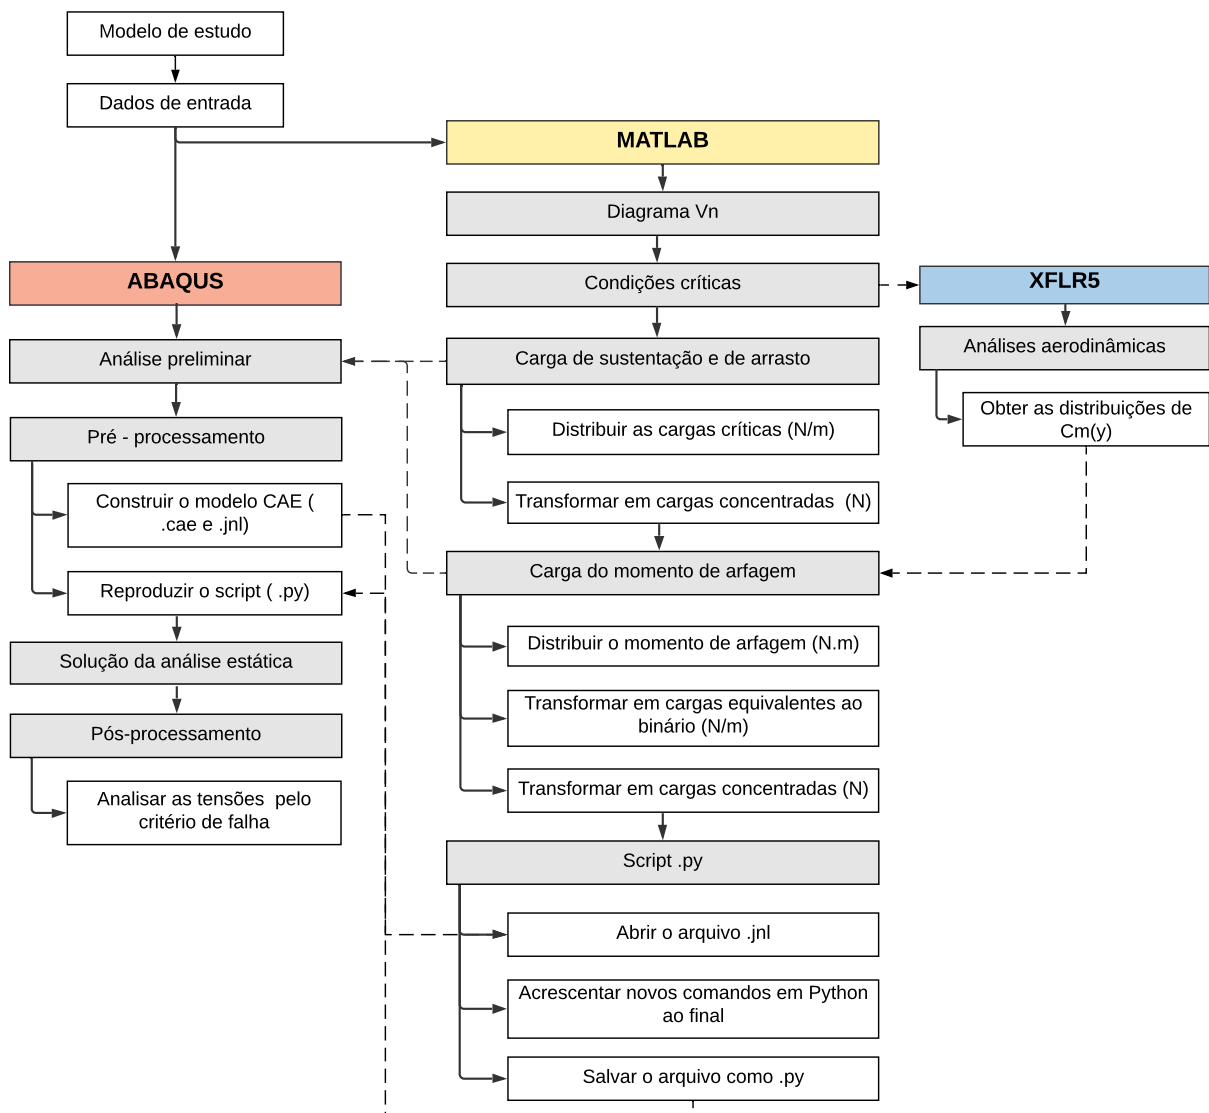 Modelo de estudo
Dados de entrada
MATLAB
Diagrama Vn
Condições críticas
Carga de sustentação e de arrasto
Distribuir as cargas críticas (N/m)
Transformar em cargas concentradas  (N)
Carga do momento de arfagem
Distribuir o momento de arfagem (N.m)
Transformar em cargas equivalentes ao
binário (N/m)
Transformar em cargas concentradas (N)
Script .py
Abrir o arquivo .jnl
Acrescentar novos comandos em Python
ao final
Salvar o arquivo como .py
ABAQUS
Análise preliminar
Pré - processamento
Construir o modelo CAE (
.cae e .jnl)
Reproduzir o script ( .py)
Solução da análise estática
Pós-processamento
Analisar as tensões  pelo
critério de falha
XFLR5
Análises aerodinâmicas
Obter as distribuições de
Cm(y)